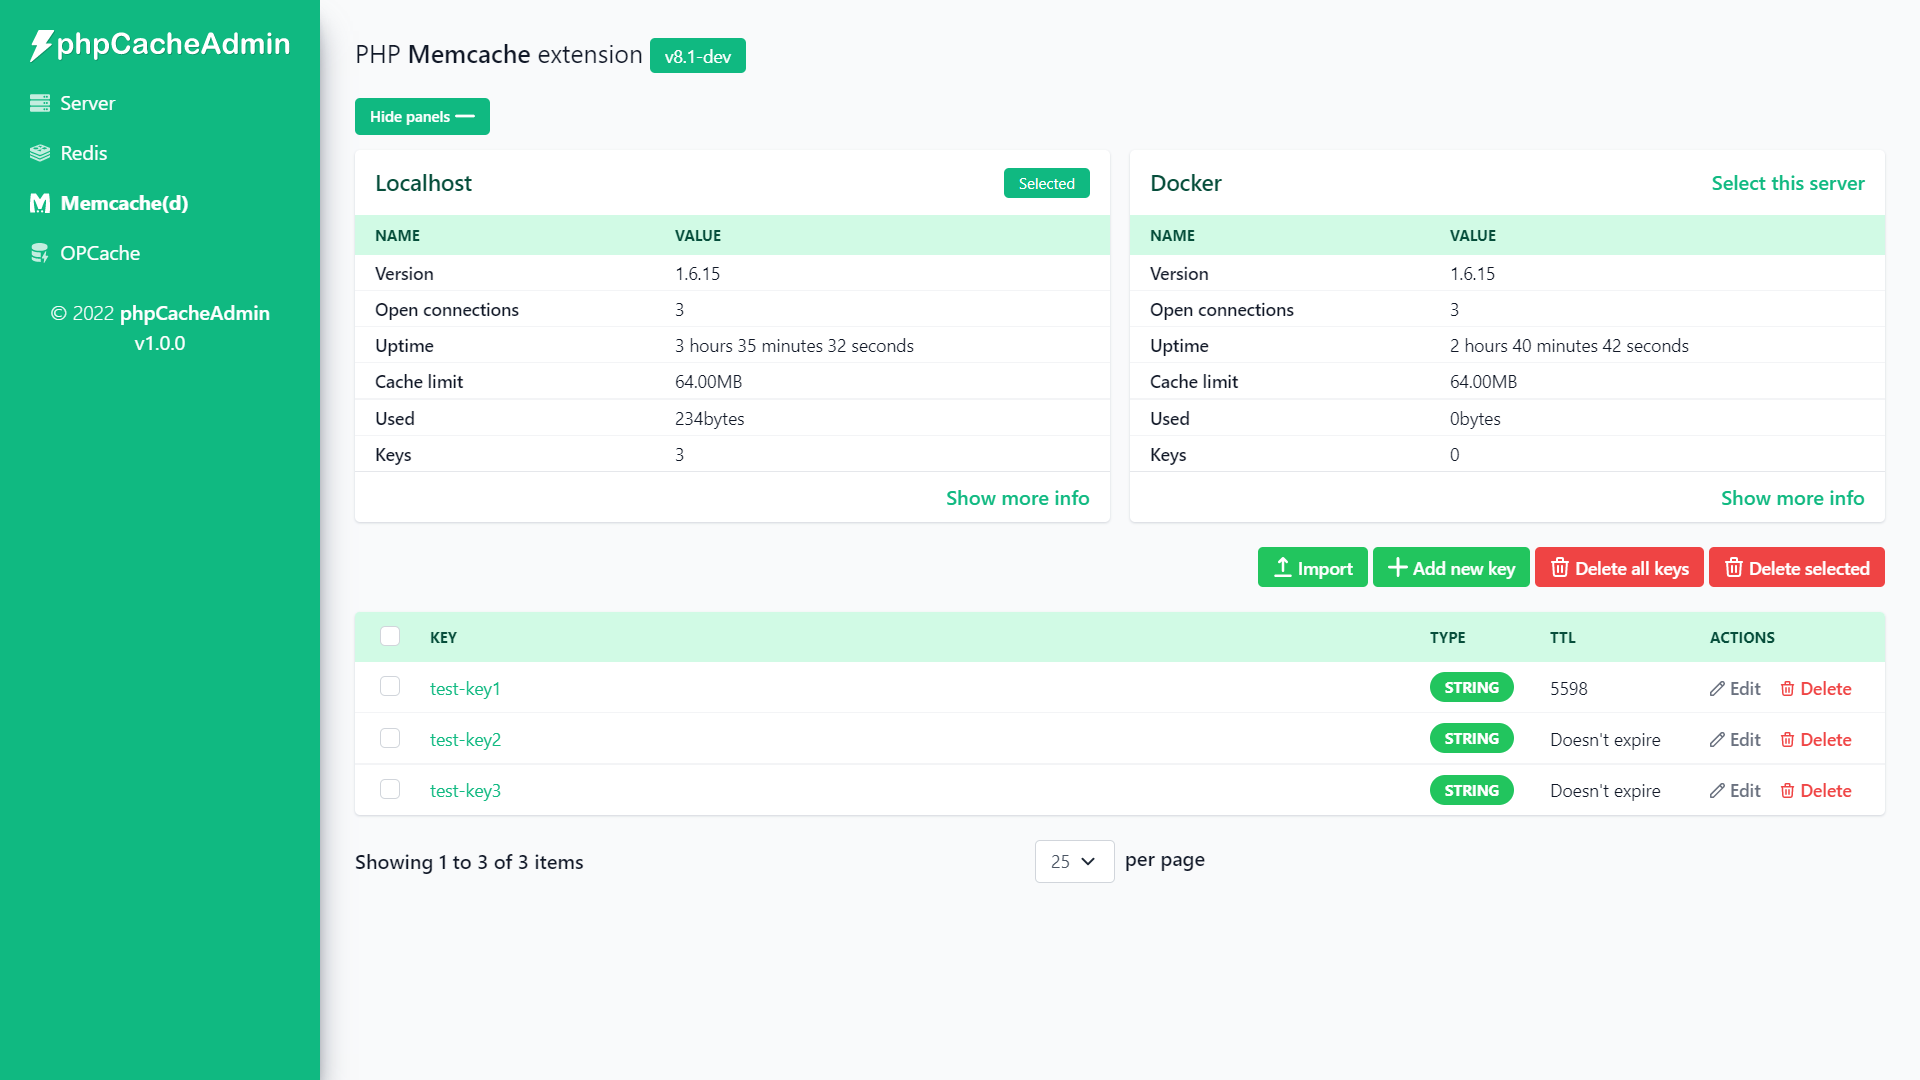 phpCacheAdmin
Server
Redis
Memcache(d)
OPCache
© 2022 phpCacheAdmin
v1.0.0
PHP Memcache extension v8.1-dev
Hide panels
Localhost Selected
NAME VALUE
Version 1.6.15
Open connections 3
Uptime 3 hours 35 minutes 32 seconds
Cache limit 64.00MB
Used 234bytes
Keys 3
Show more info
Docker Select this server
NAME VALUE
Version 1.6.15
Open connections 3
Uptime 2 hours 40 minutes 42 seconds
Cache limit 64.00MB
Used 0bytes
Keys 0
Show more info
Import Add new key Delete all keys Delete selected
KEY TYPE TTL ACTIONS
test-key1 STRING 5598 Edit Delete
test-key2 STRING Doesn't expire Edit Delete
test-key3 STRING Doesn't expire Edit Delete
Showing 1 to 3 of 3 items 25 per page